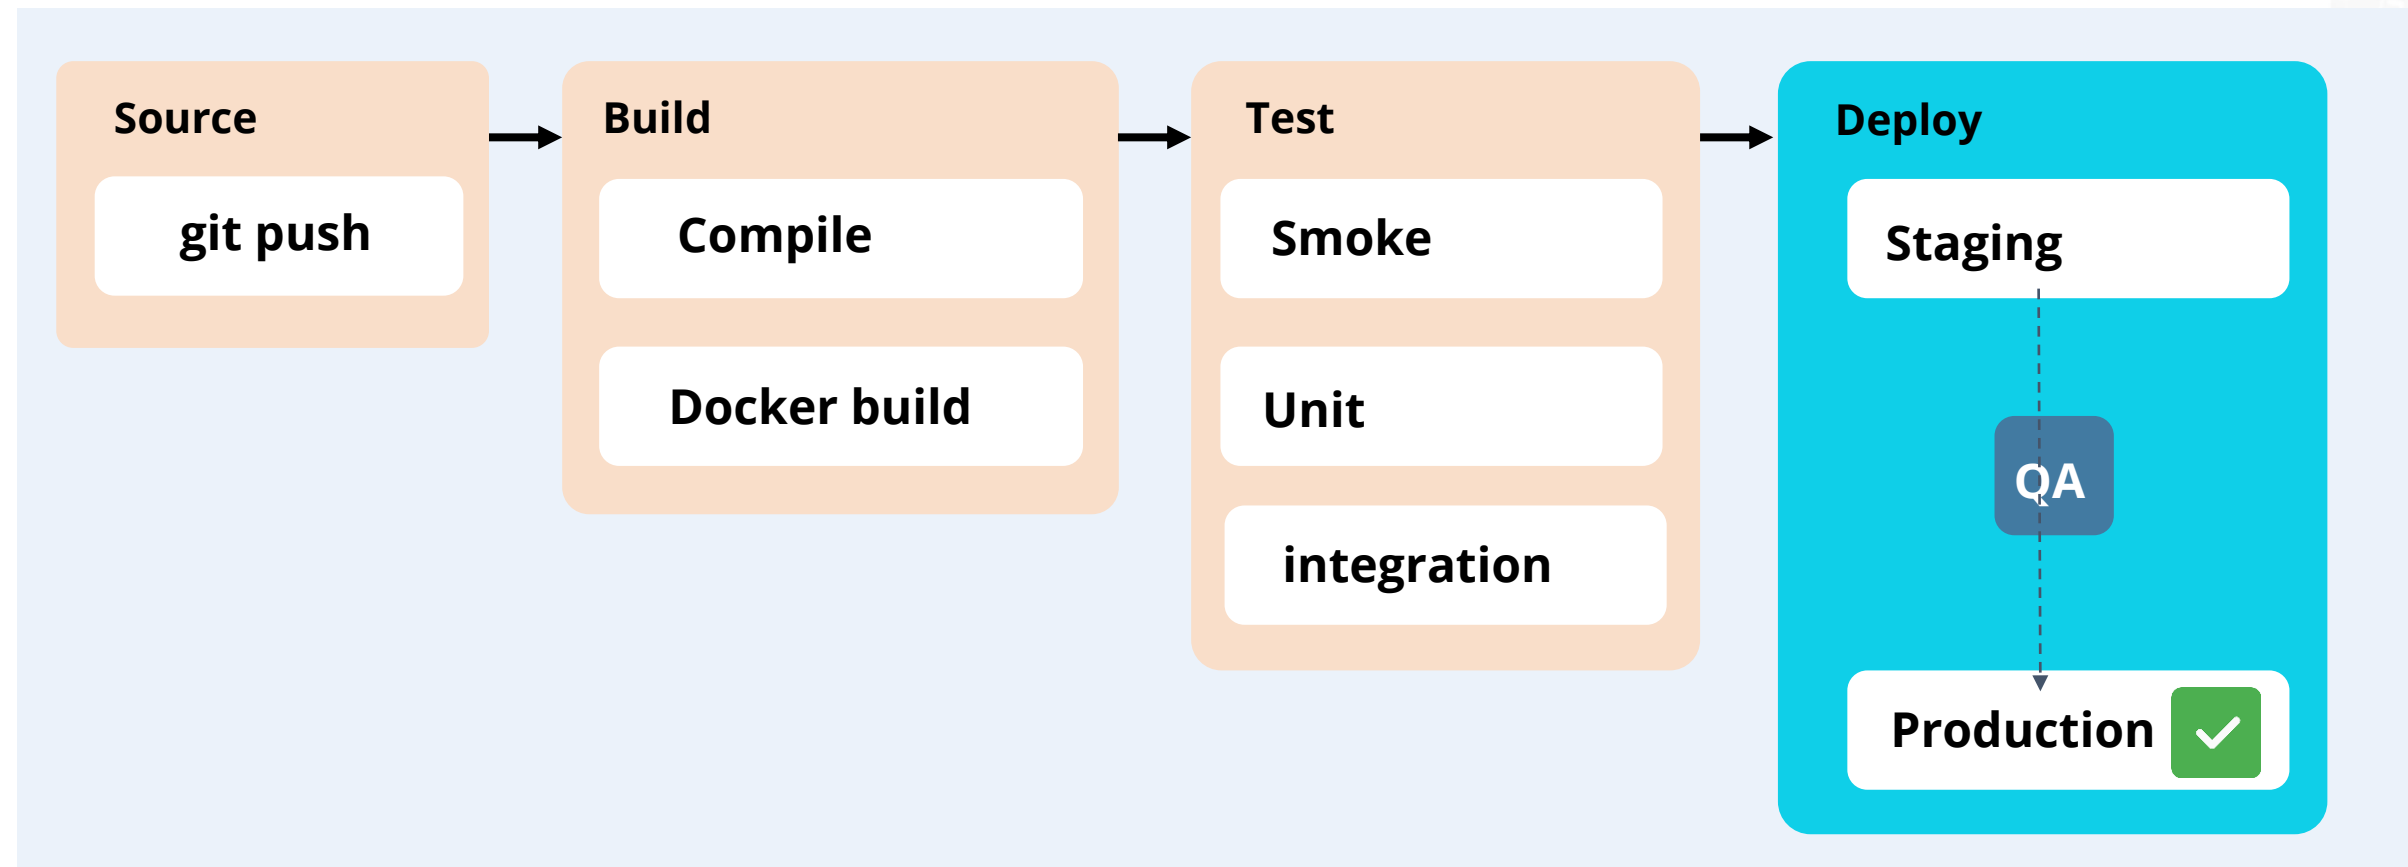 Source
git push
Build
Compile
Docker build
Test
Smoke
Unit
integration
Deploy
Staging
QA
Production